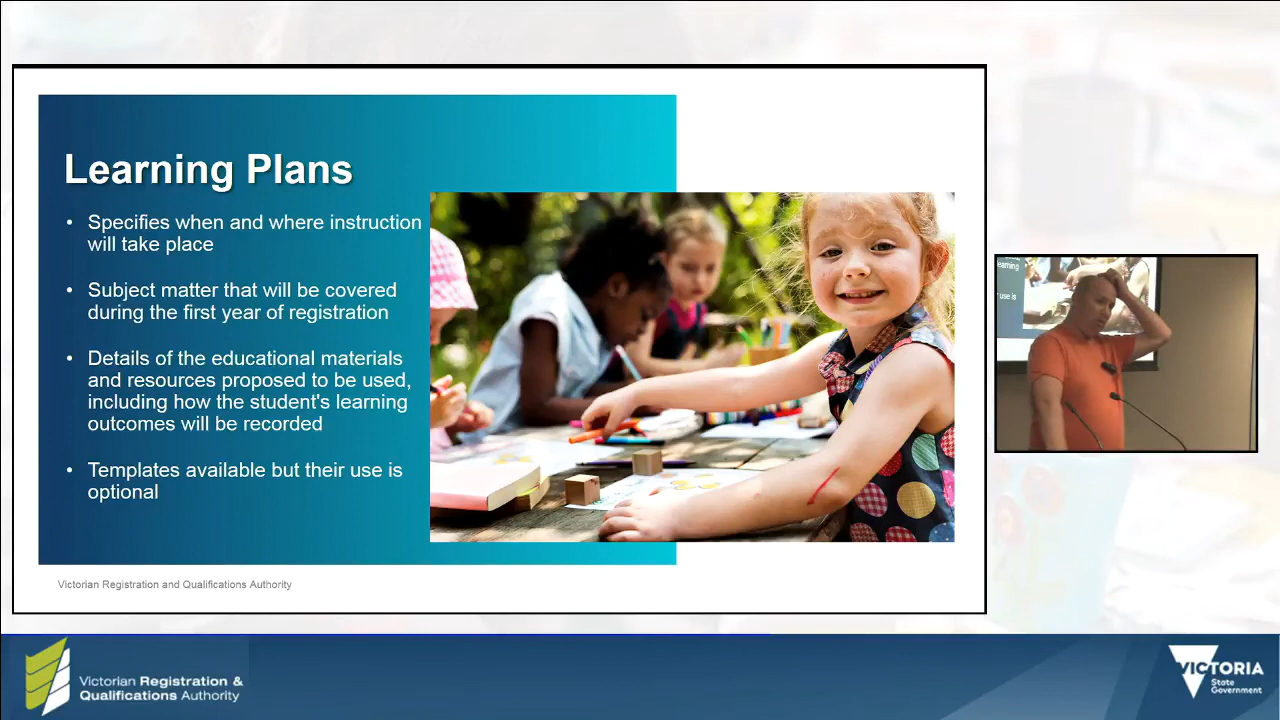 Learning Plans
• Specifies when and where instruction
will take place
• Subject matter that will be covered
during the first year of registration
• Details of the educational materials
and resources proposed to be used,
including how the student's learning
outcomes will be recorded
• Templates available but their use is
optional
Victorian Registration and Qualifications Authority
earning
use is
Victorian Registration &
Qualifications Authority
VICTORIA
State
Government